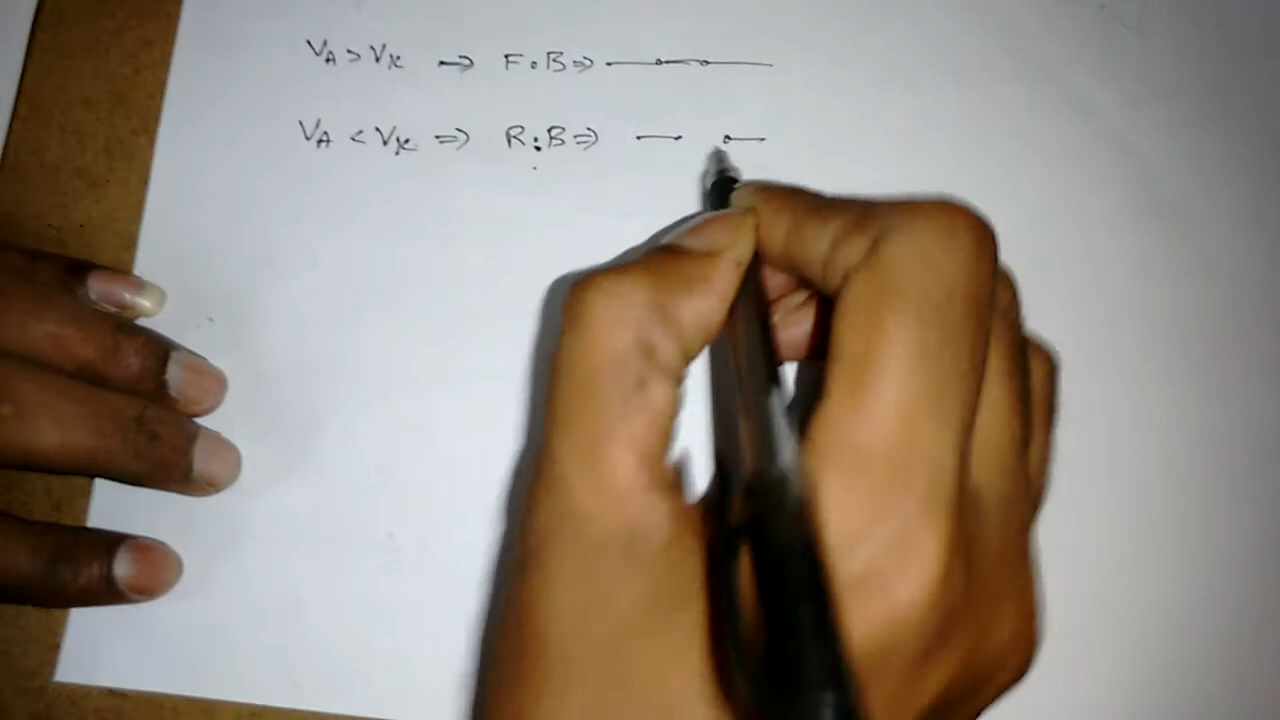 VA > VK ⇒ F.B ⇒
VA < VK ⇒ R.B ⇒